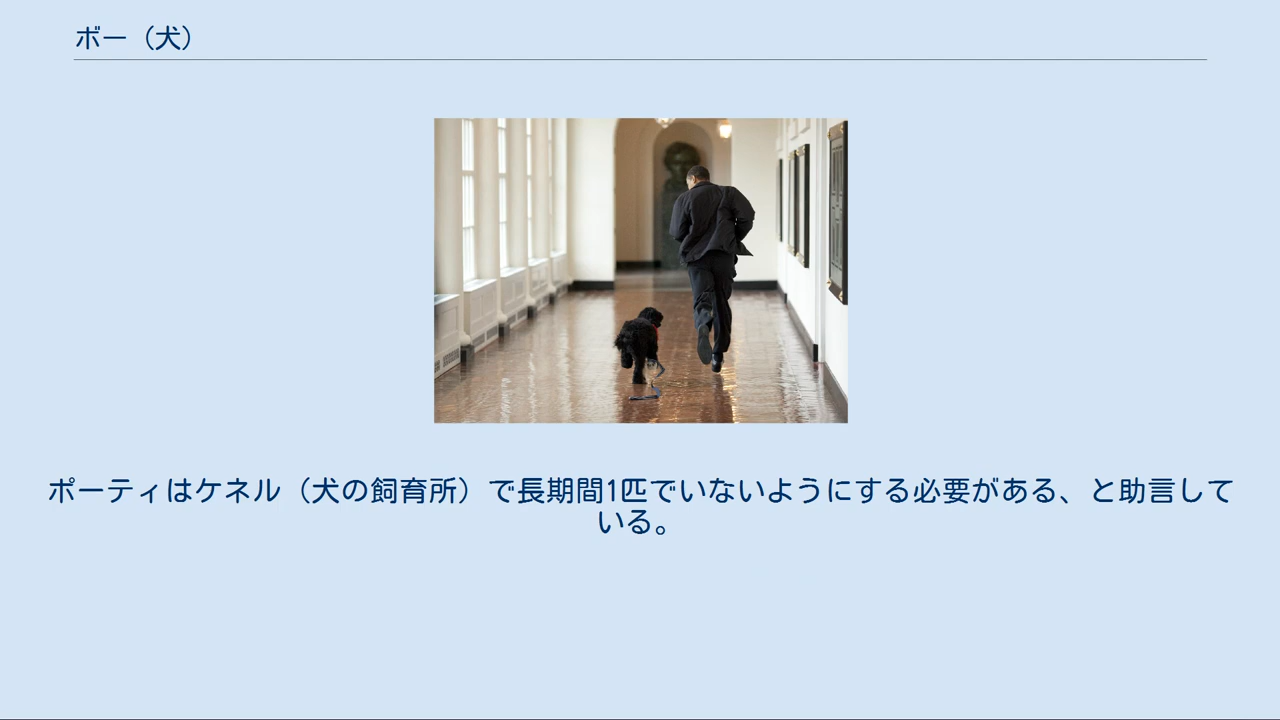 ボー（犬）
ポーティはケネル（犬の飼育所）で長期間1匹でいないようにする必要がある、と助言して
いる。